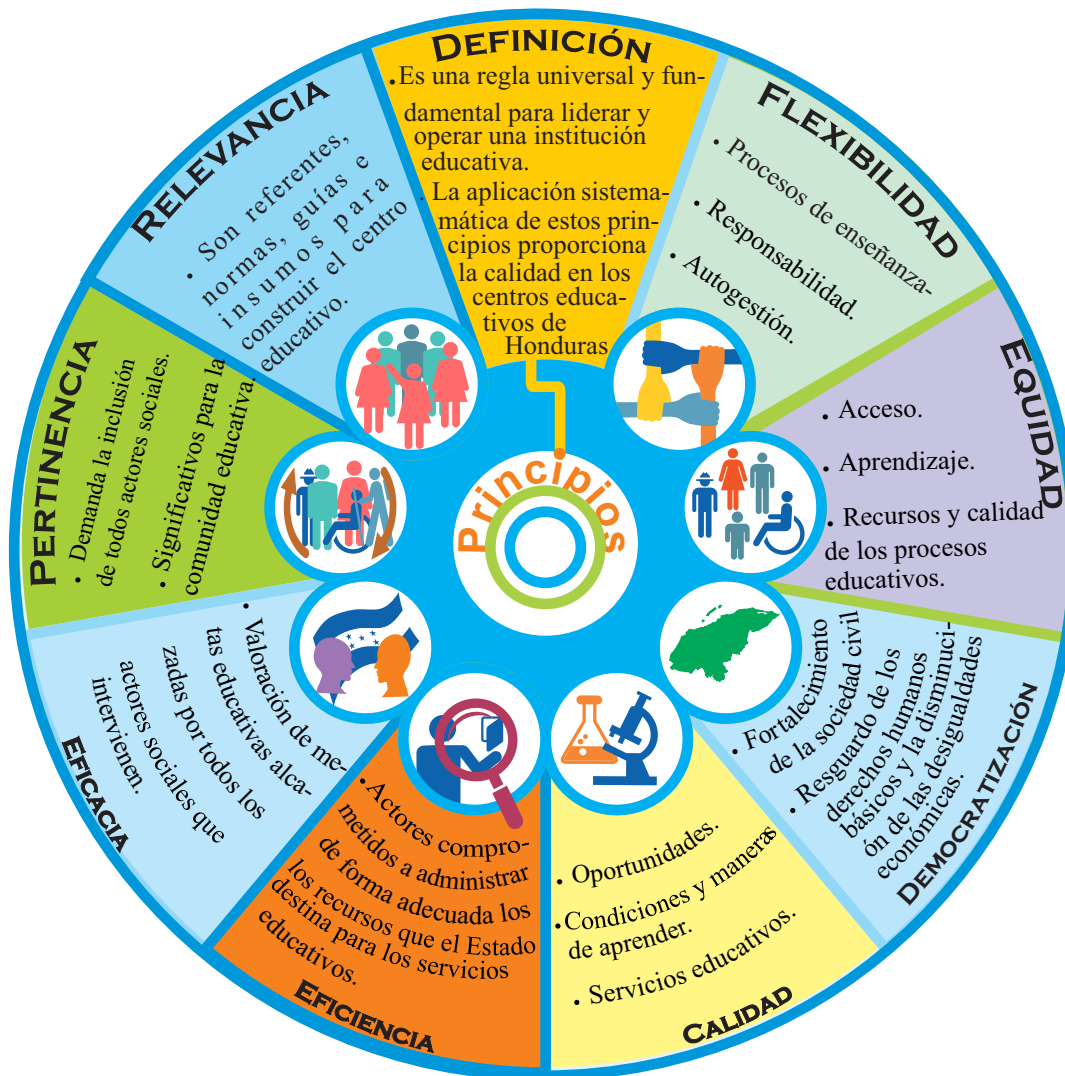 DEFINICIÓN
. Es una regla universal y fun-
damental para liderar y
operar una institución
educativa.
. La aplicación sistema-
mática de estos prin-
cipios proporciona
la calidad en los
centros educa-
tivos de
Honduras
FLEXIBILIDAD
. Procesos de enseñanza-
. Responsabilidad.
. Autogestión.
EQUIDAD
. Acceso.
. Aprendizaje.
. Recursos y calidad
de los procesos
educativos.
DEMOCRATIZACIÓN
. Fortalecimiento
de la sociedad civil
. Resguardo de los
derechos humanos
básicos y la disminuci-
ón de las desigualdades
económicas.
CALIDAD
. Oportunidades.
. Condiciones y maneras
de aprender.
. Servicios educativos.
EFICIENCIA
. Actores compro-
metidos a administrar
de forma adecuada los
los recursos que el Estado
destina para los servicios
educativos.
EFICACIA
. Valoración de me-
tas educativas alca-
zadas por todos los
actores sociales que
intervienen.
PERTINENCIA
. Demanda la inclusión
de todos actores sociales.
. Significativos para la
comunidad educativa.
RELEVANCIA
. Son referentes,
normas, guías e
insumos para
construir el centro
educativo.
Principios